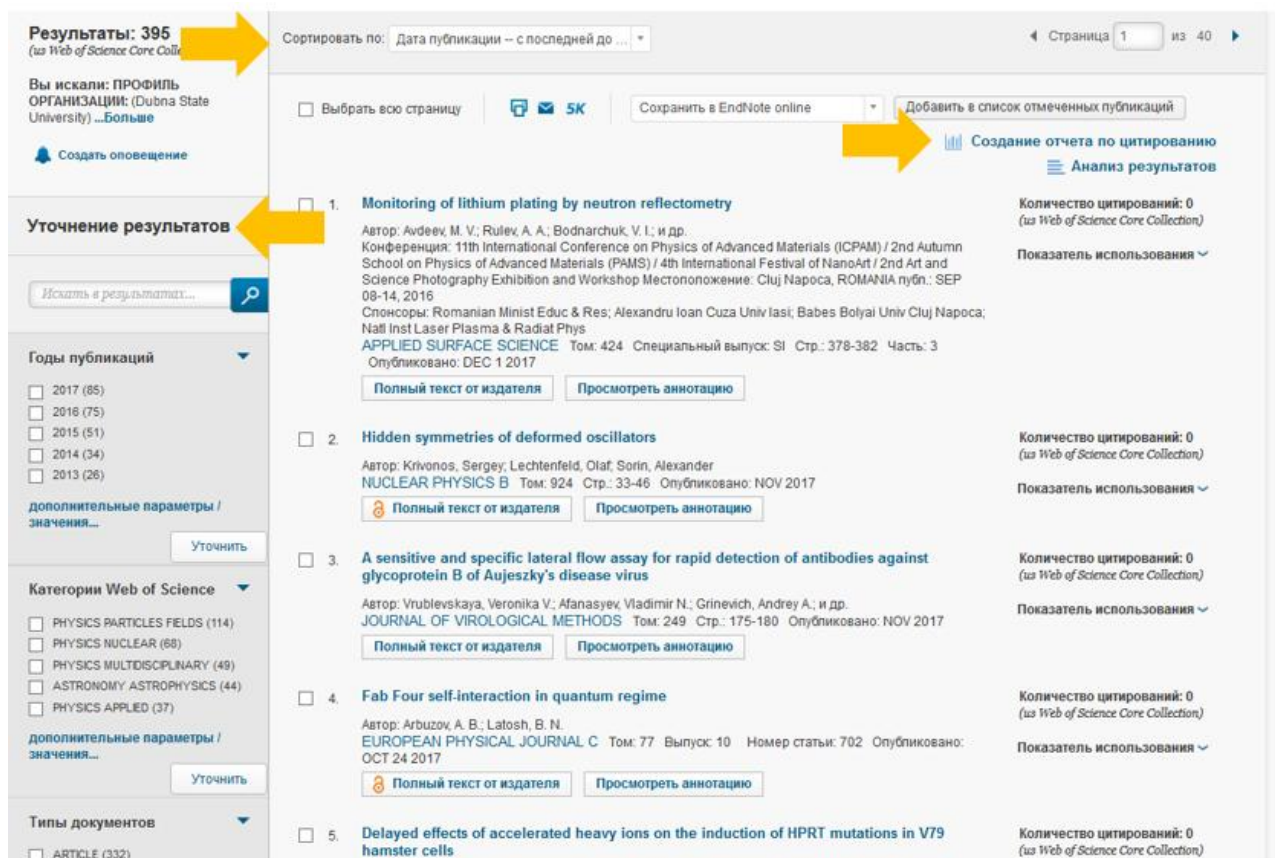 Результаты: 395
(из Web of Science Core
Вы искали: ПРОФИЛЬ
ОРГАНИЗАЦИИ: (Dubna State
University) ...Больше
Создать оповещение
Уточнение результатов
Искать в результатах...
Годы публикаций
2017 (85)
2016 (75)
2015 (51)
2014 (34)
2013 (26)
дополнительные параметры /
значения...
Уточнить
Категории Web of Science
PHYSICS PARTICLES FIELDS (114)
PHYSICS NUCLEAR (68)
PHYSICS MULTIDISCIPLINARY (49)
ASTRONOMY ASTROPHYSICS (44)
PHYSICS APPLIED (37)
дополнительные параметры /
значения...
Уточнить
Типы документов
ARTICLE (332)
Сортировать по: Дата публикации -- с последней до ...
Страница 1 из 40
Выбрать всю страницу 5K Сохранить в EndNote online Добавить в список отмеченных публикаций
Создание отчета по цитированию
Анализ результатов
1. Monitoring of lithium plating by neutron reflectometry
Автор: Avdeev, M. V.; Rulev, A. A.; Bodnarchuk, V. I.; и др.
Конференция: 11th International Conference on Physics of Advanced Materials (ICPAM) / 2nd Autumn
School on Physics of Advanced Materials (PAMS) / 4th International Festival of NanoArt / 2nd Art and
Science Photography Exhibition and Workshop Местоположение: Cluj Napoca, ROMANIA публ.: SEP
08-14, 2016
Спонсоры: Romanian Minist Educ & Res; Alexandru Ioan Cuza Univ Iasi; Babes Bolyai Univ Cluj Napoca;
Natl Inst Laser Plasma & Radiat Phys
APPLIED SURFACE SCIENCE Том: 424 Специальный выпуск: SI Стр.: 378-382 Часть: 3
Опубликовано: DEC 1 2017
Полный текст от издателя Просмотреть аннотацию
Количество цитирований: 0
(из Web of Science Core Collection)
Показатель использования
2. Hidden symmetries of deformed oscillators
Автор: Krivonos, Sergey; Lechtenfeld, Olaf; Sorin, Alexander
NUCLEAR PHYSICS B Том: 924 Стр.: 33-46 Опубликовано: NOV 2017
Полный текст от издателя Просмотреть аннотацию
Количество цитирований: 0
(из Web of Science Core Collection)
Показатель использования
3. A sensitive and specific lateral flow assay for rapid detection of antibodies against
glycoprotein B of Aujeszky's disease virus
Автор: Vrublevskaya, Veronika V.; Afanasyev, Vladimir N.; Grinevich, Andrey A.; и др.
JOURNAL OF VIROLOGICAL METHODS Том: 249 Стр.: 175-180 Опубликовано: NOV 2017
Полный текст от издателя Просмотреть аннотацию
Количество цитирований: 0
(из Web of Science Core Collection)
Показатель использования
4. Fab Four self-interaction in quantum regime
Автор: Arbuzov, A. B.; Latosh, B. N.
EUROPEAN PHYSICAL JOURNAL C Том: 77 Выпуск: 10 Номер статьи: 702 Опубликовано:
OCT 24 2017
Полный текст от издателя Просмотреть аннотацию
Количество цитирований: 0
(из Web of Science Core Collection)
Показатель использования
5. Delayed effects of accelerated heavy ions on the induction of HPRT mutations in V79
hamster cells
Количество цитирований: 0
(из Web of Science Core Collection)